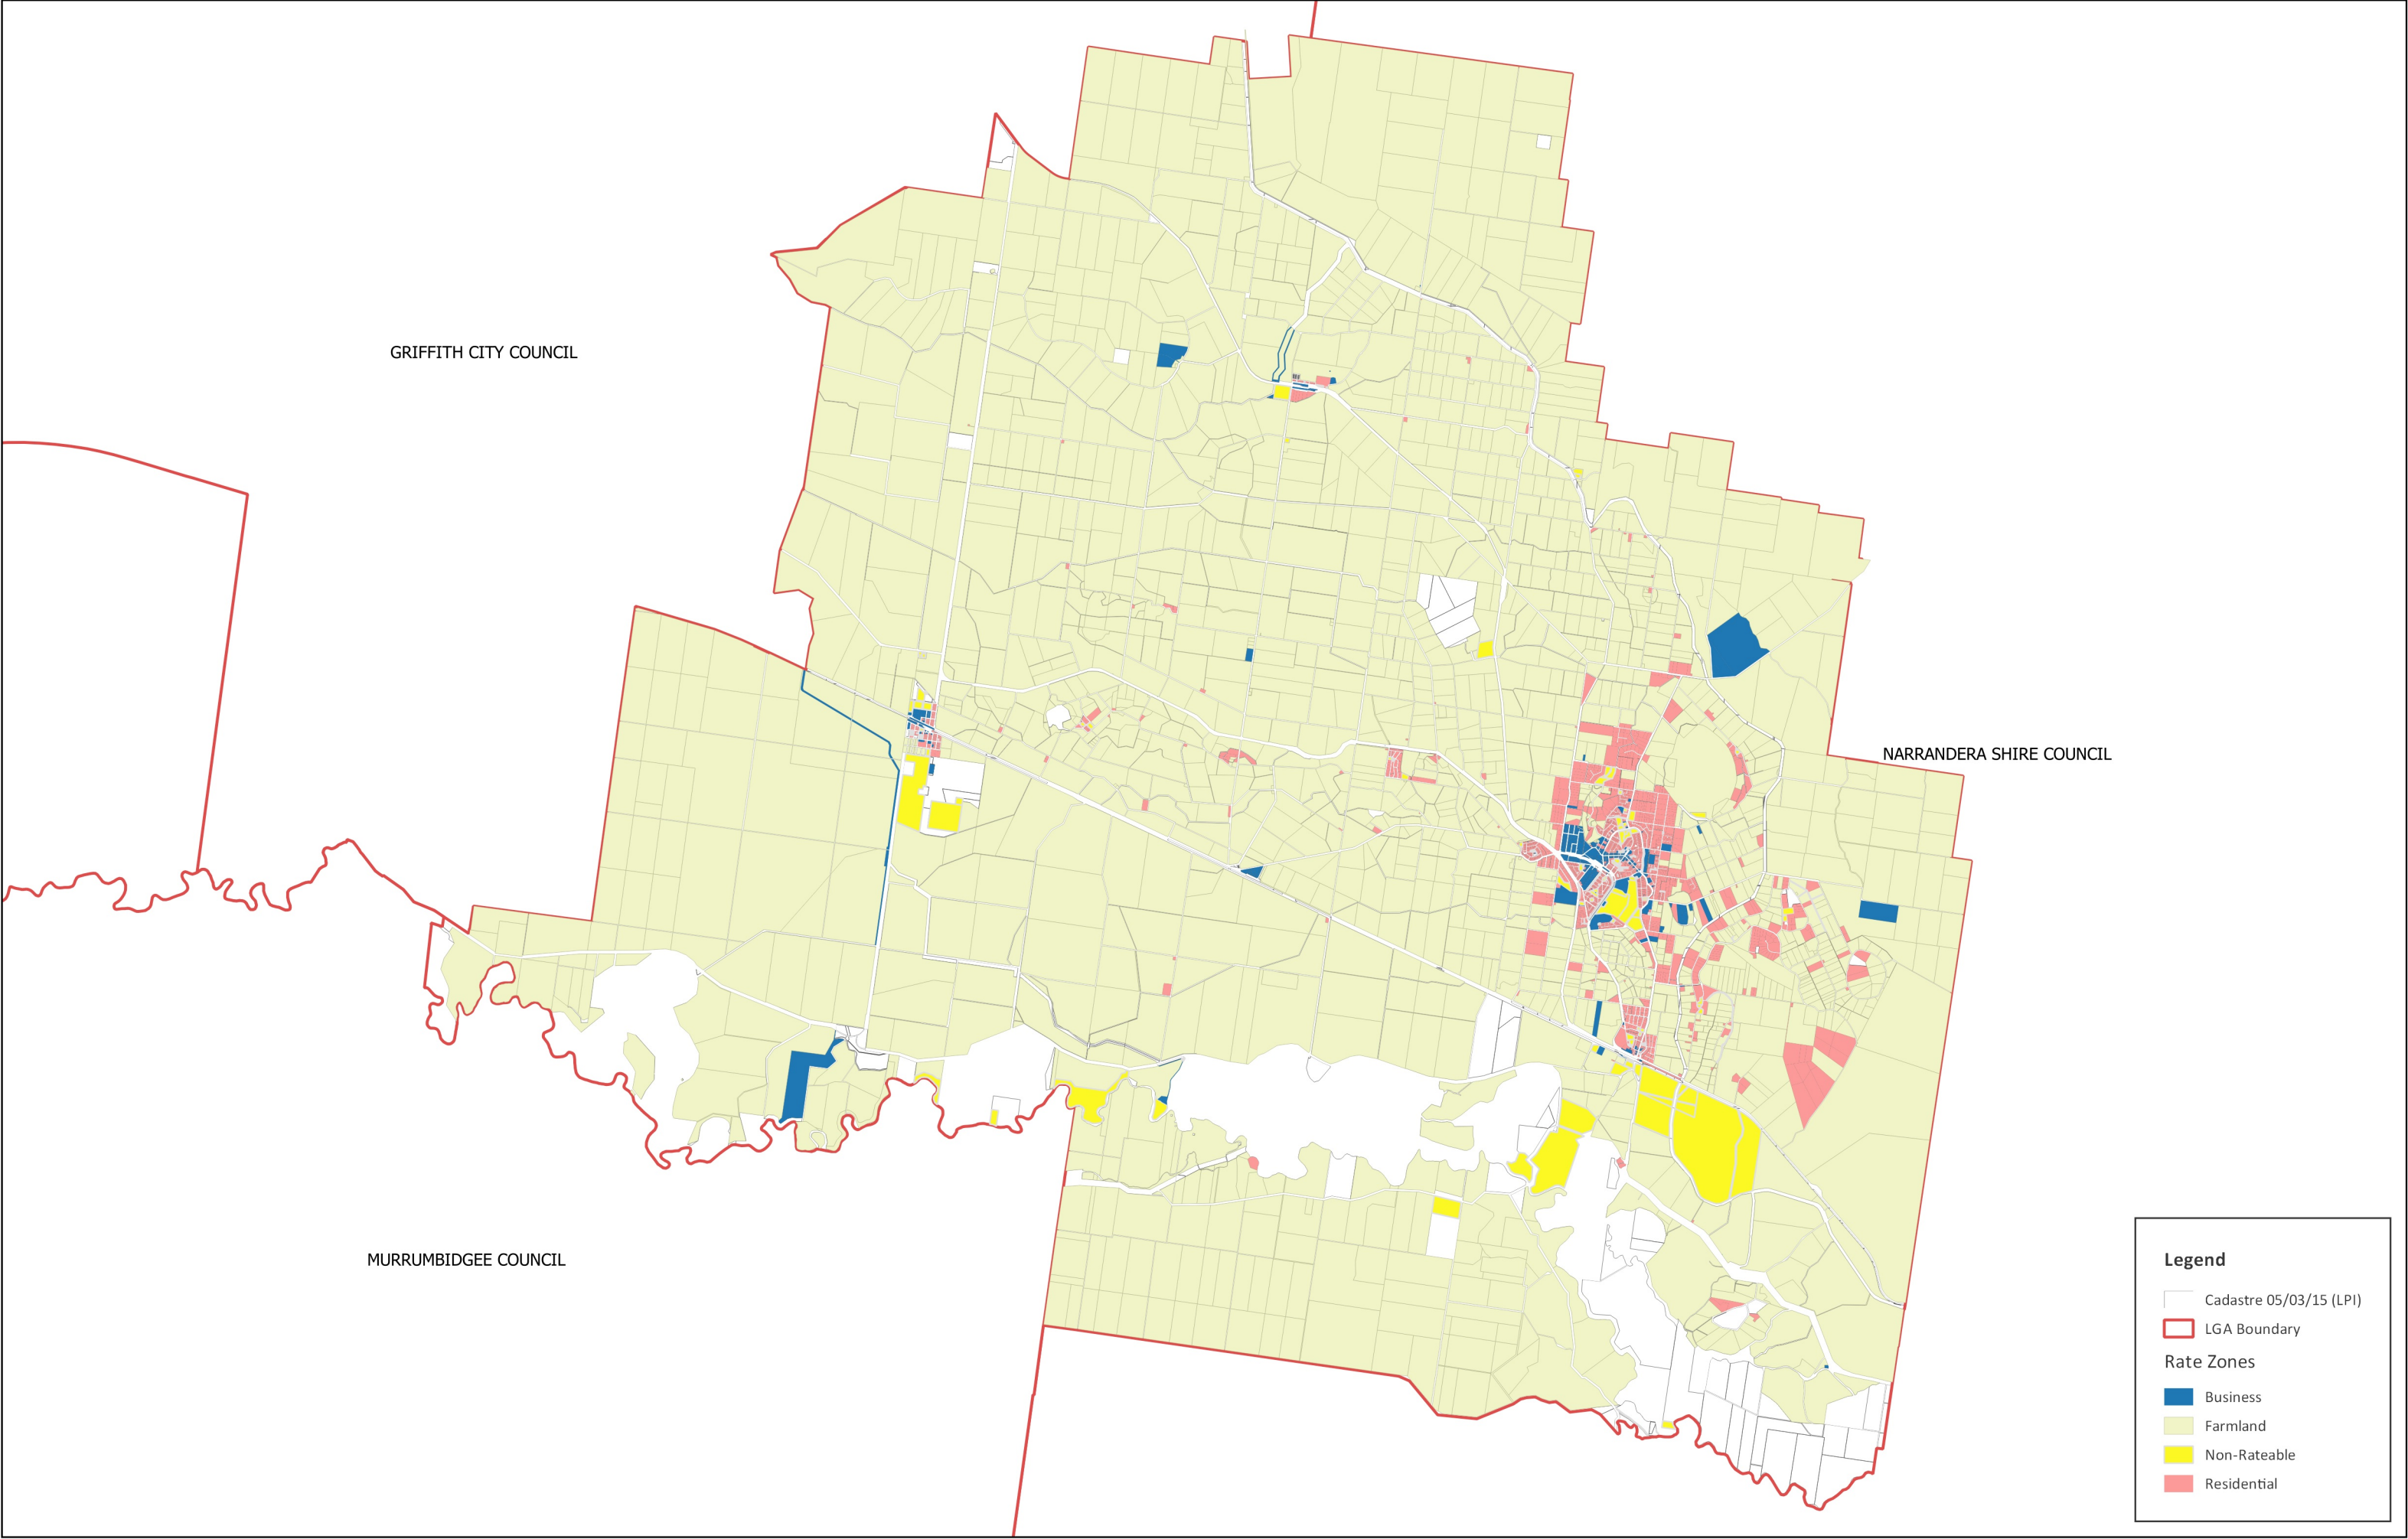 GRIFFITH CITY COUNCIL
NARRANDERA SHIRE COUNCIL
MURRUMBIDGEE COUNCIL
Legend
Cadastre 05/03/15 (LPI)
LGA Boundary
Rate Zones
Business
Farmland
Non-Rateable
Residential